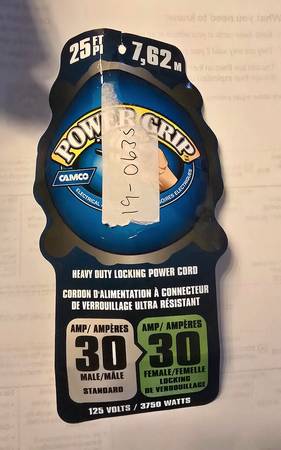 25 FT
PI
7,62 M
POWER GRIP
CAMCO
19-0635
HEAVY DUTY LOCKING POWER CORD
CORDON D'ALIMENTATION À CONNECTEUR
DE VERROUILLAGE ULTRA RÉSISTANT
AMP/ AMPÈRES
30
MALE/MÂLE
STANDARD
AMP/ AMPÈRES
30
FEMALE/FEMELLE
LOCKING
DE VERROUILLAGE
125 VOLTS / 3750 WATTS